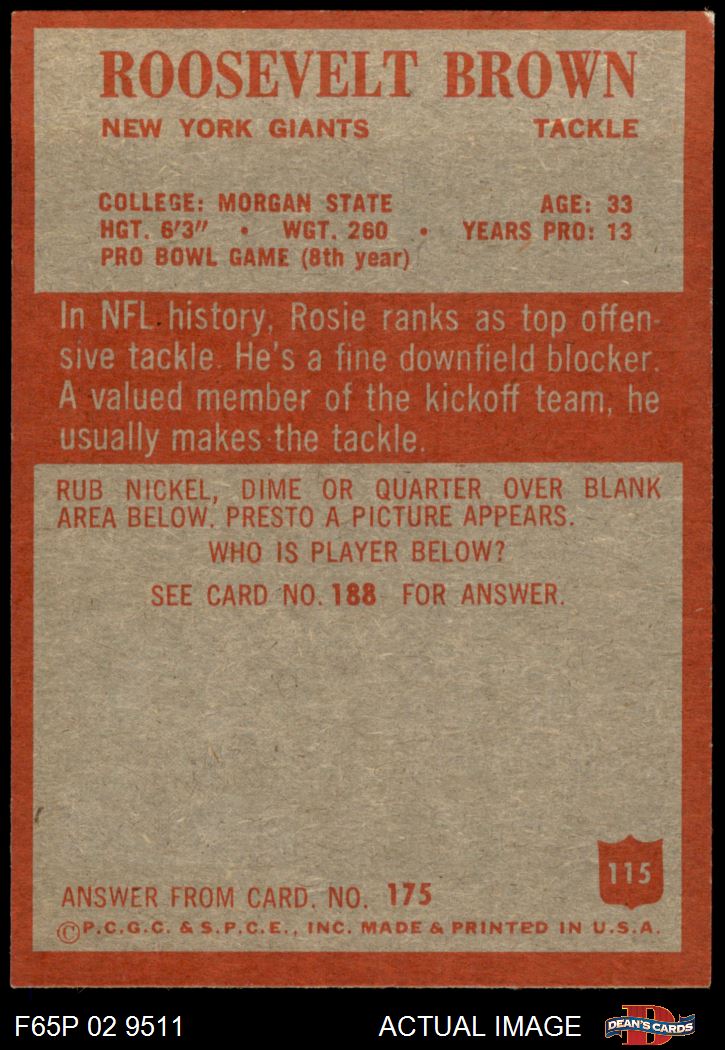 ROOSEVELT BROWN
NEW YORK GIANTS TACKLE
COLLEGE: MORGAN STATE AGE: 33
HGT. 6'3" • WGT. 260 • YEARS PRO: 13
PRO BOWL GAME (8th year)
In NFL history, Rosie ranks as top offen-
sive tackle. He's a fine downfield blocker.
A valued member of the kickoff team, he
usually makes the tackle.
RUB NICKEL, DIME OR QUARTER OVER BLANK
AREA BELOW. PRESTO A PICTURE APPEARS.
WHO IS PLAYER BELOW?
SEE CARD NO. 188 FOR ANSWER.
115
ANSWER FROM CARD. NO. 175
©P.C.G.C. & S.P.C.E., INC. MADE & PRINTED IN U.S.A.
F65P 02 9511 ACTUAL IMAGE D DEAN'S CARDS